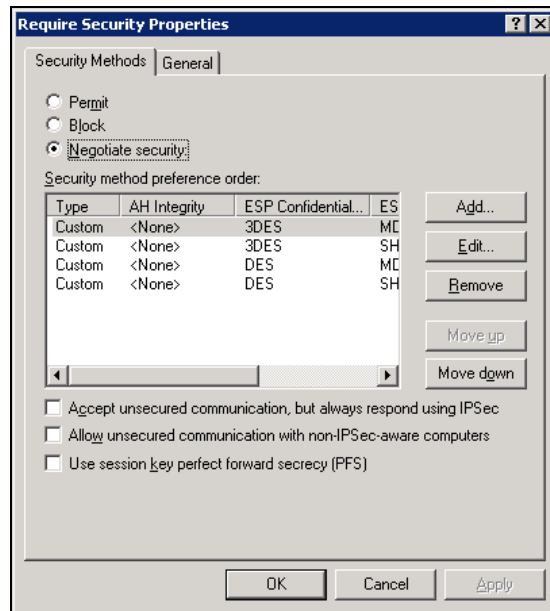 Require Security Properties
Security Methods General
Permit
Block
Negotiate security:
Security method preference order:
Type AH Integrity ESP Confidential... ES
Custom <None> 3DES MD
Custom <None> 3DES SH
Custom <None> DES MD
Custom <None> DES SH
Add...
Edit...
Remove
Move up
Move down
Accept unsecured communication, but always respond using IPSec
Allow unsecured communication with non-IPSec-aware computers
Use session key perfect forward secrecy (PFS)
OK Cancel Apply